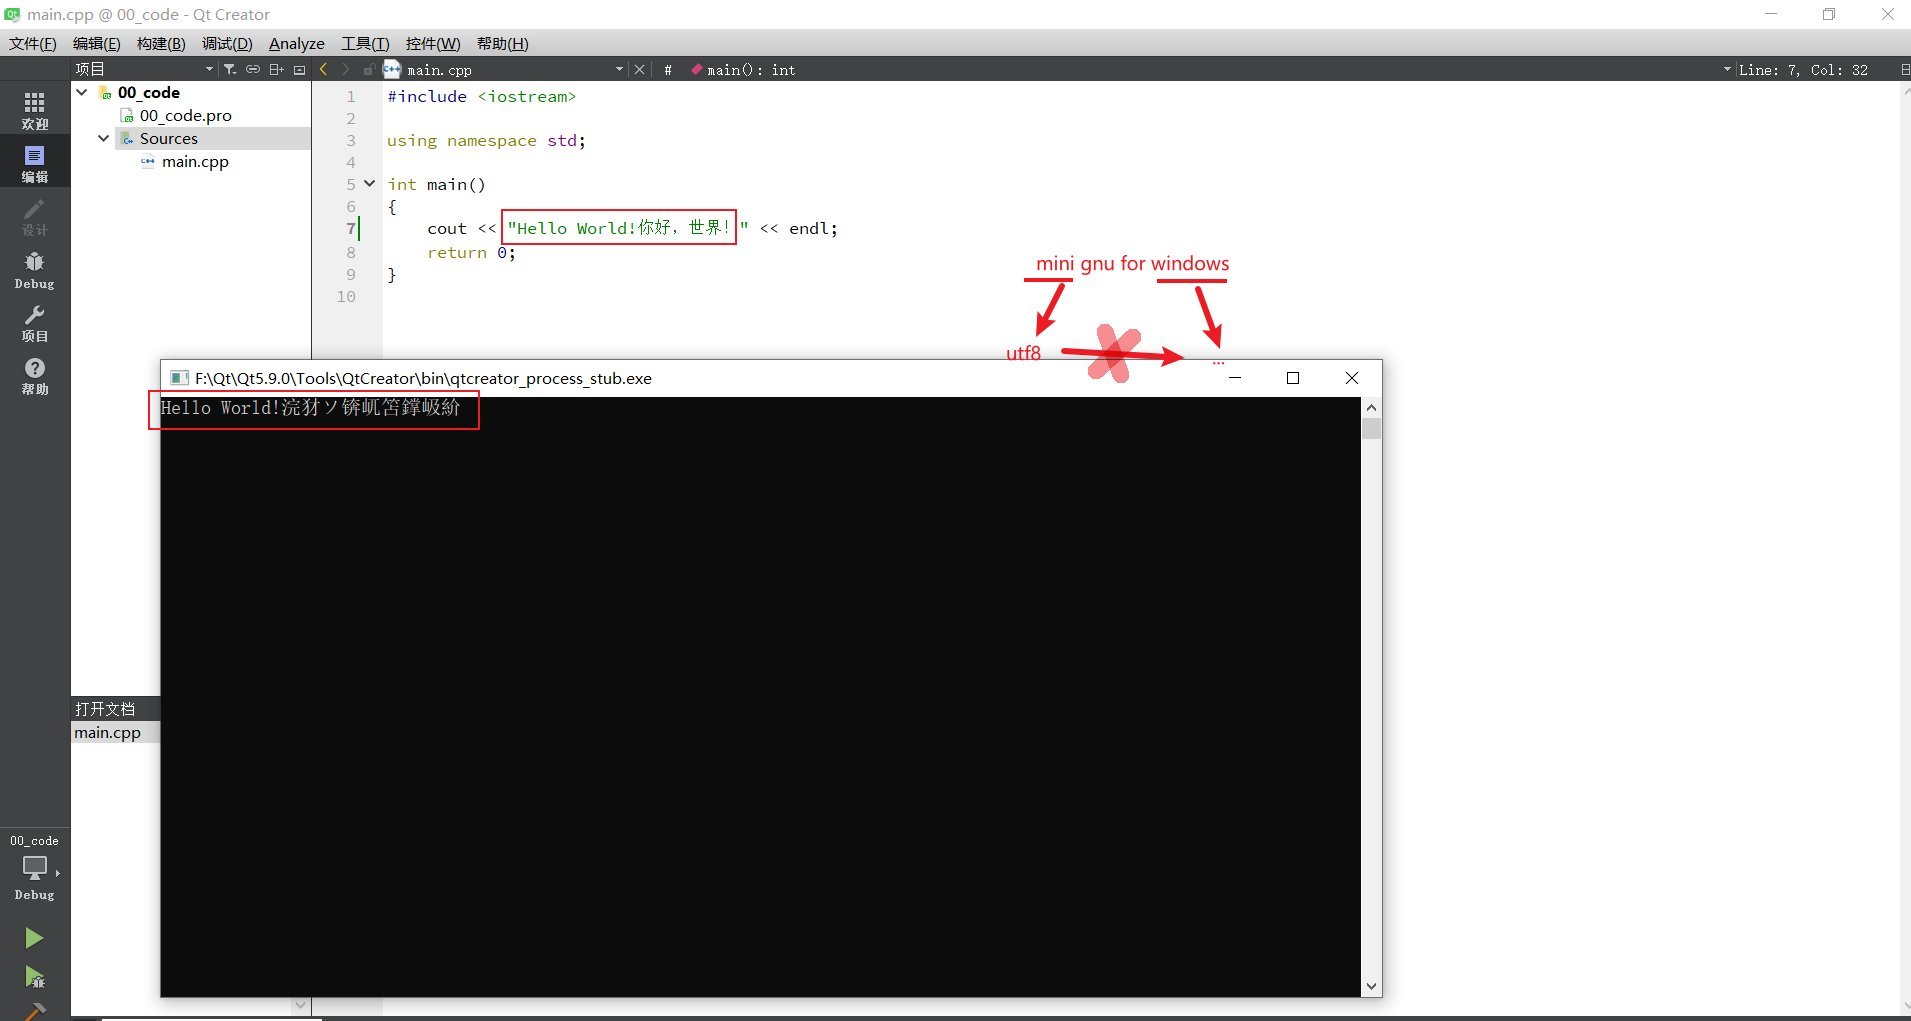 main.cpp @ 00_code - Qt Creator
文件(F) 编辑(E) 构建(B) 调试(D) Analyze 工具(T) 控件(W) 帮助(H)
项目
main.cpp
# main(): int
Line: 7, Col: 32
欢迎
编辑
设计
Debug
项目
帮助
00_code
00_code.pro
Sources
main.cpp
1 #include <iostream>
2
3 using namespace std;
4
5 int main()
6 {
7 cout << "Hello World!你好，世界！" << endl;
8 return 0;
9 }
10
mini gnu for windows
utf8
...
F:\Qt\Qt5.9.0\Tools\QtCreator\bin\qtcreator_process_stub.exe
Hello World!浣犲ソ锛屼笘鐣岋紒
打开文档
main.cpp
00_code
Debug